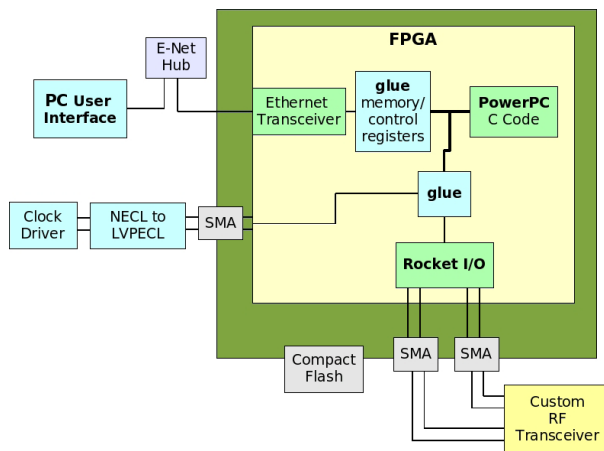 FPGA
E-Net
Hub
PC User
Interface
Ethernet
Transceiver
glue
memory/
control
registers
PowerPC
C Code
glue
Clock
Driver
NECL to
LVPECL
SMA
Rocket I/O
Compact
Flash
SMA
SMA
Custom
RF
Transceiver